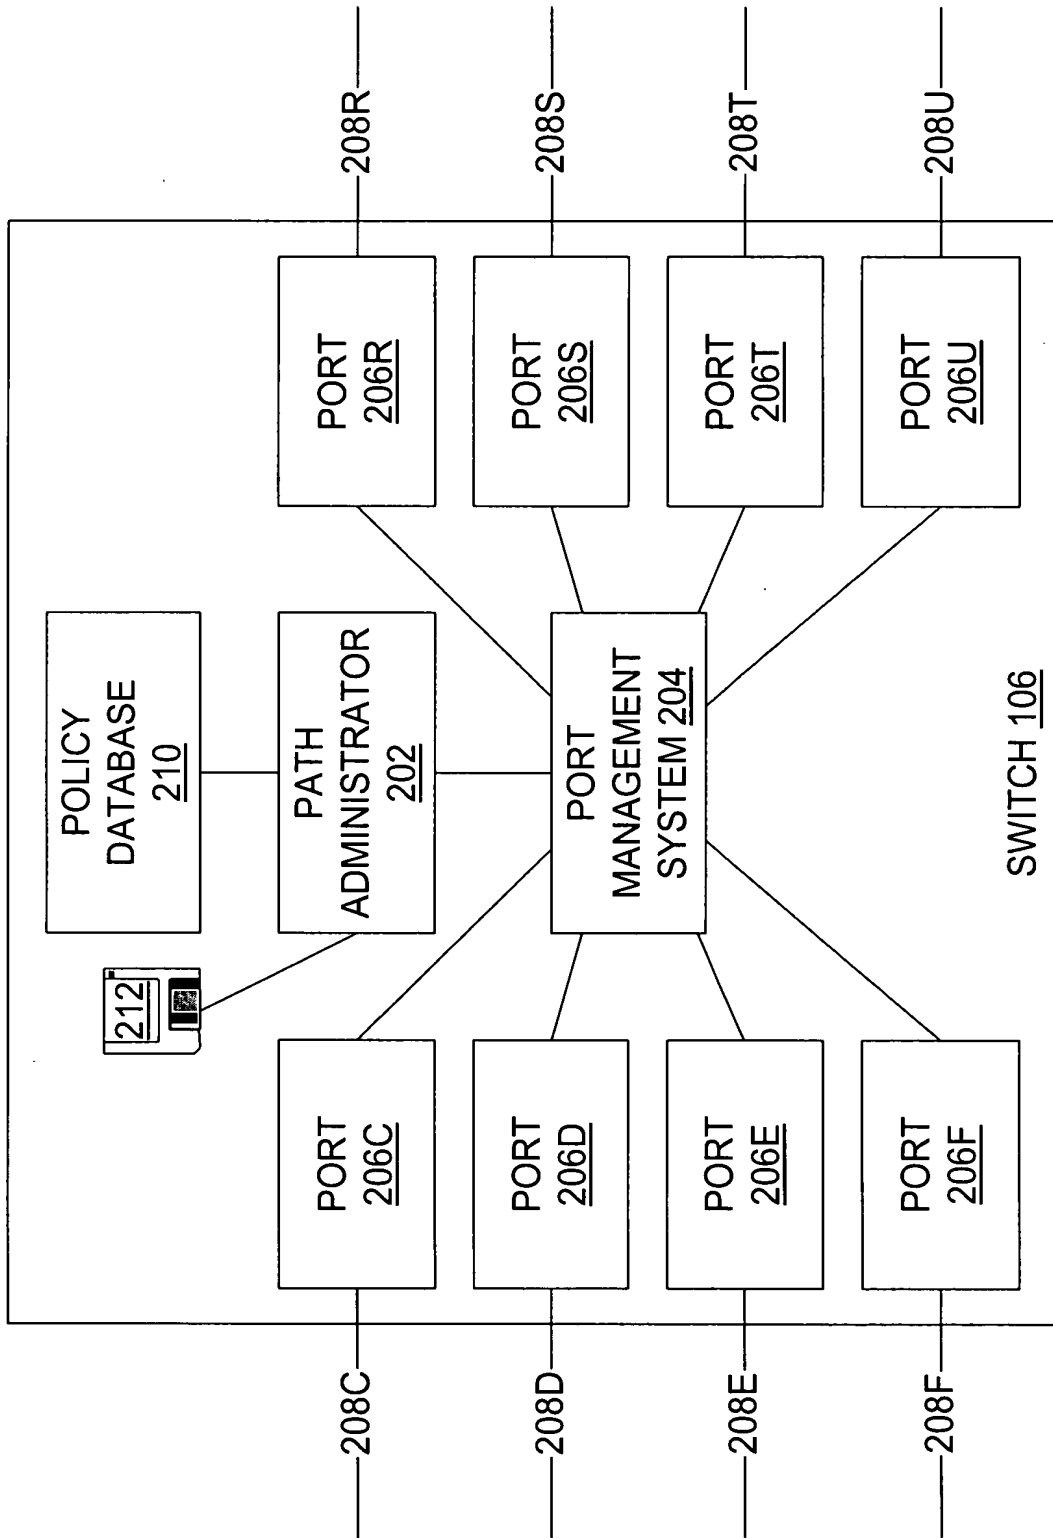 POLICY
DATABASE
210
212
PATH
ADMINISTRATOR
202
208C
PORT
206C
PORT
206R
208R
208D
PORT
206D
PORT
MANAGEMENT
SYSTEM 204
PORT
206S
208S
208E
PORT
206E
PORT
206T
208T
208F
PORT
206F
PORT
206U
208U
SWITCH 106